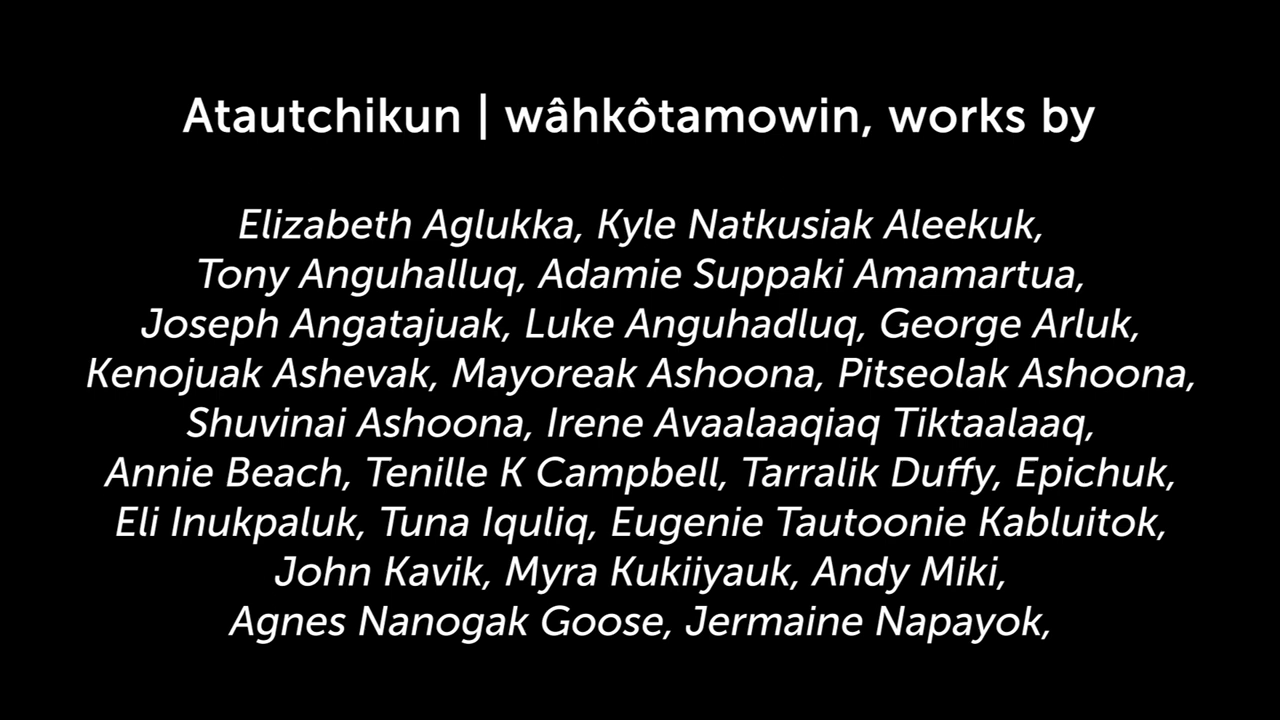 Atautchikun | wâhkôtamowin, works by
Elizabeth Aglukka, Kyle Natkusiak Aleekuk,
Tony Anguhalluq, Adamie Suppaki Amamartua,
Joseph Angatajuak, Luke Anguhadluq, George Arluk,
Kenojuak Ashevak, Mayoreak Ashoona, Pitseolak Ashoona,
Shuvinai Ashoona, Irene Avaalaaqiaq Tiktaalaaq,
Annie Beach, Tenille K Campbell, Tarralik Duffy, Epichuk,
Eli Inukpaluk, Tuna Iquliq, Eugenie Tautoonie Kabluitok,
John Kavik, Myra Kukiiyauk, Andy Miki,
Agnes Nanogak Goose, Jermaine Napayok,